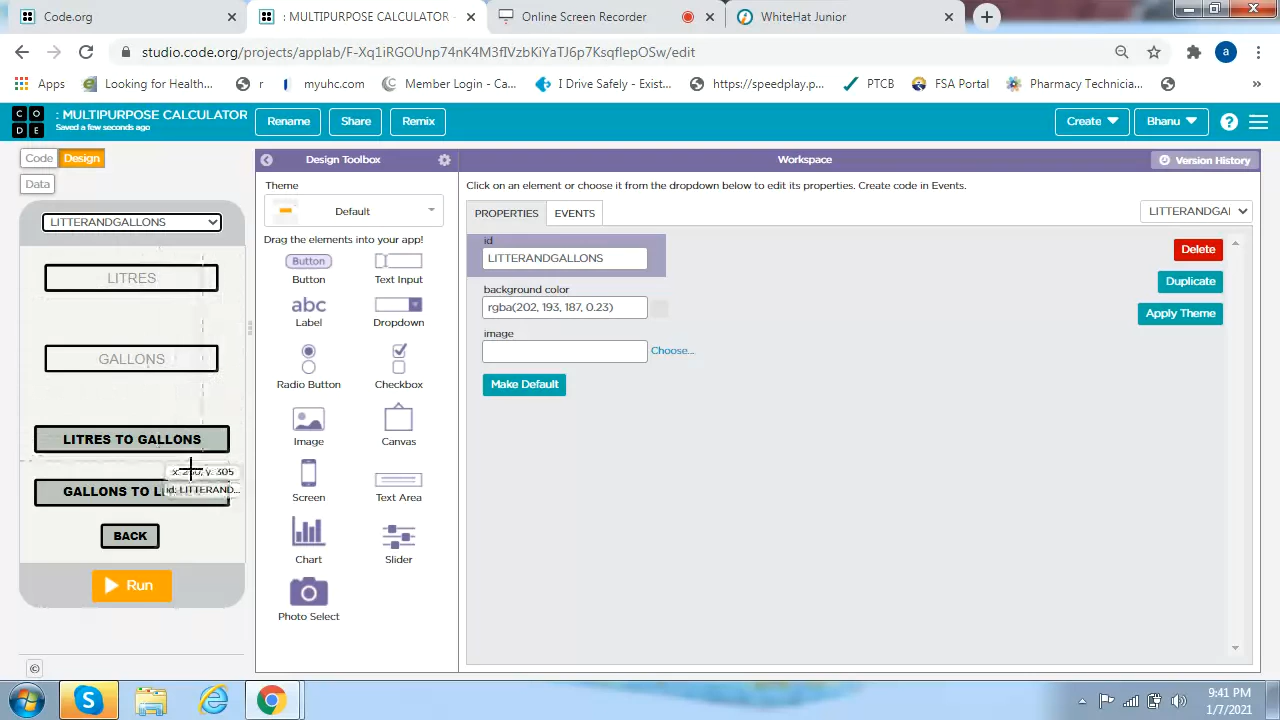 Code.org
: MULTIPURPOSE CALCULATOR -
Online Screen Recorder
WhiteHat Junior
studio.code.org/projects/applab/F-Xq1iRGOUnp74nK4M3fIVzbKiYaTJ6p7KsqfIepOSw/edit
a
Apps
Looking for Health...
r
myuhc.com
Member Login - Ca...
I Drive Safely - Exist...
https://speedplay.p...
PTCB
FSA Portal
Pharmacy Technicia...
»
CODE
: MULTIPURPOSE CALCULATOR
Saved a few seconds ago
Rename
Share
Remix
Create
Bhanu
?
Code
Design
Data
Design Toolbox
Workspace
Version History
Theme
Default
Drag the elements into your app!
Button
Button
Text Input
abc
Label
Dropdown
Radio Button
Checkbox
Image
Canvas
Screen
Text Area
Chart
Slider
Photo Select
Click on an element or choose it from the dropdown below to edit its properties. Create code in Events.
PROPERTIES
EVENTS
LITTERANDGAL
id
LITTERANDGALLONS
background color
rgba(202, 193, 187, 0.23)
image
Choose...
Make Default
Delete
Duplicate
Apply Theme
LITTERANDGALLONS
LITRES
GALLONS
LITRES TO GALLONS
y: 305
GALLONS TO LI
id: LITTERAND...
BACK
Run
©
9:41 PM
1/7/2021